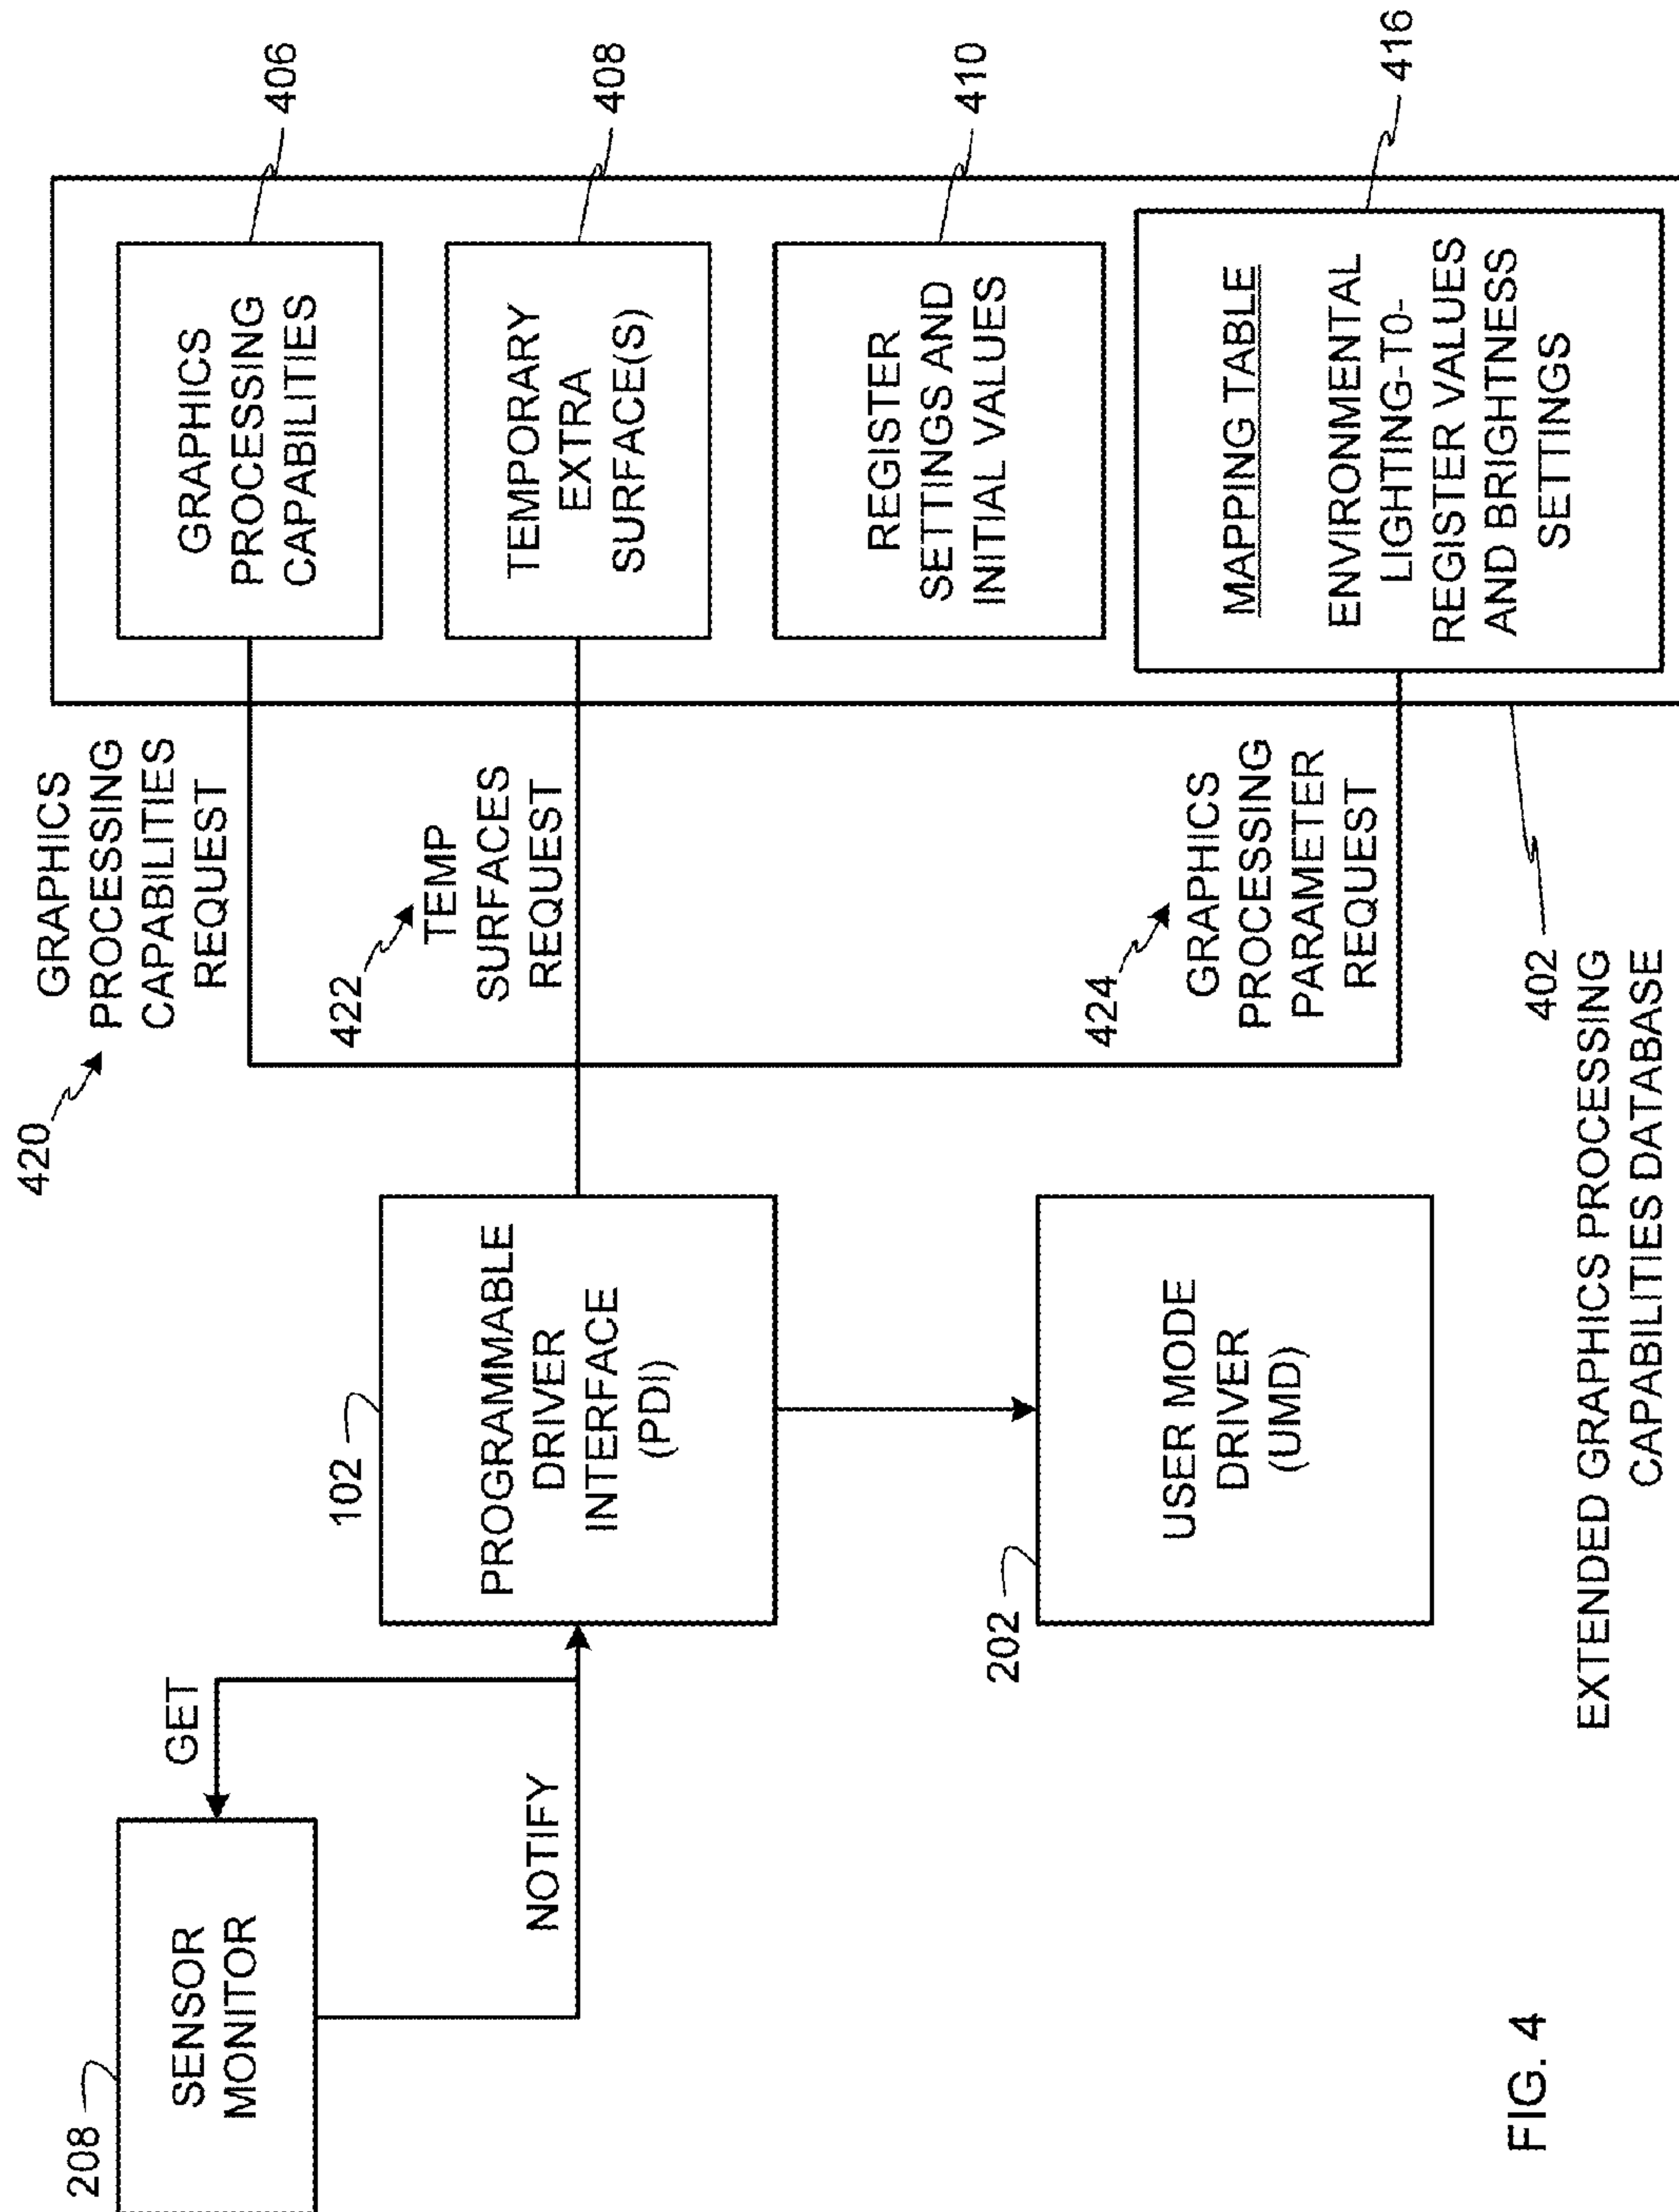 208
SENSOR
MONITOR
GET
NOTIFY
102
PROGRAMMABLE
DRIVER
INTERFACE
(PDI)
202
USER MODE
DRIVER
(UMD)
420
GRAPHICS
PROCESSING
CAPABILITIES
REQUEST
422
TEMP
SURFACES
REQUEST
424
GRAPHICS
PROCESSING
PARAMETER
REQUEST
GRAPHICS
PROCESSING
CAPABILITIES
406
TEMPORARY
EXTRA
SURFACE(S)
408
REGISTER
SETTINGS AND
INITIAL VALUES
410
MAPPING TABLE
ENVIRONMENTAL
LIGHTING-T0-
REGISTER VALUES
AND BRIGHTNESS
SETTINGS
416
402
EXTENDED GRAPHICS PROCESSING
CAPABILITIES DATABASE
FIG. 4